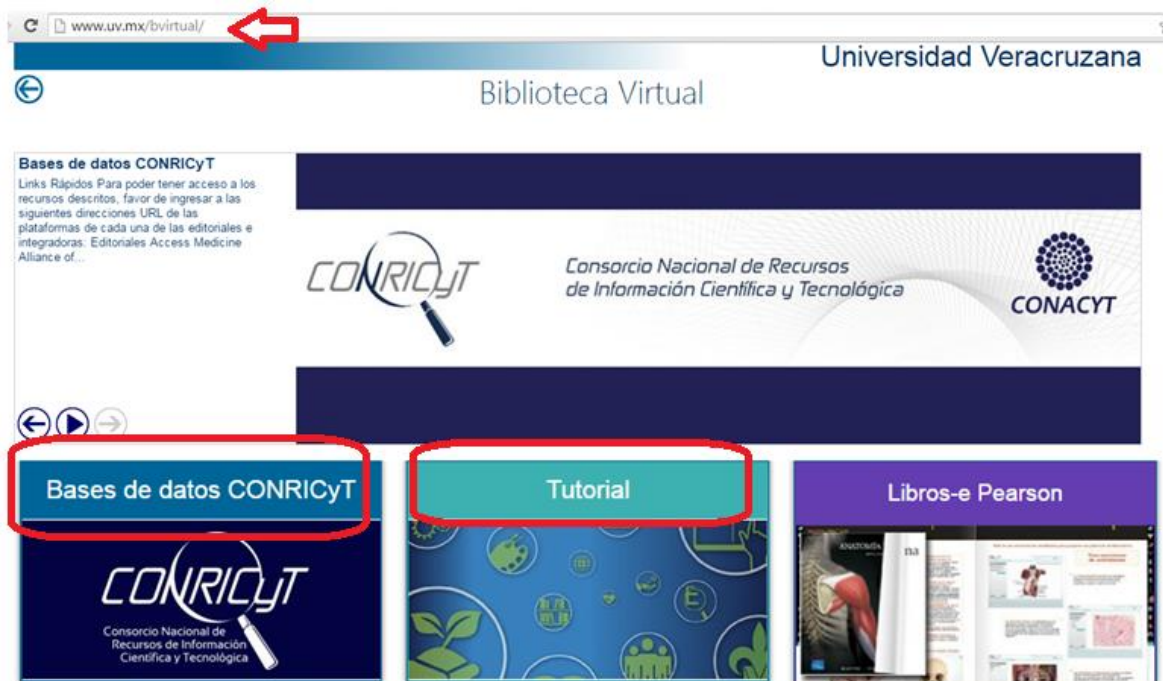 www.uv.mx/bvirtual/
Universidad Veracruzana
Biblioteca Virtual
Bases de datos CONRICyT
Links Rápidos Para poder tener acceso a los
recursos descritos, favor de ingresar a las
siguientes direcciones URL de las
plataformas de cada una de las editoriales e
integradoras: Editoriales Access Medicine
Alliance of...
CONRICyT
Consorcio Nacional de Recursos
de Información Científica y Tecnológica
CONACYT
Bases de datos CONRICyT
Tutorial
Libros-e Pearson
CONRICyT
Consorcio Nacional de
Recursos de Información
Científica y Tecnológica
ANATOMÍA
na